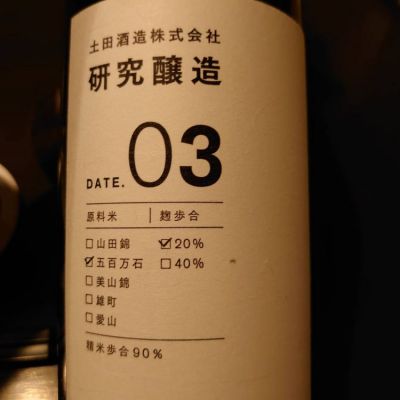 土田酒造株式会社
研究醸造
DATA. 03
原料米 | 麹歩合
☐山田錦 ☑20%
☑五百万石 ☐40%
☐美山錦
☐雄町
☐愛山
精米歩合90%